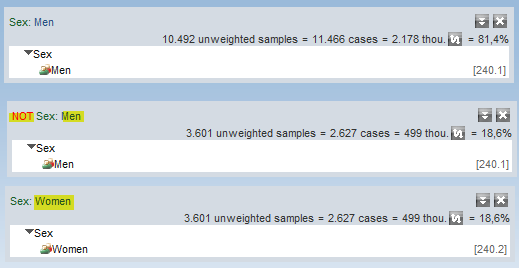 Sex: Men
10.492 unweighted samples = 11.466 cases = 2.178 thou. = 81,4%
Sex
Men [240.1]
NOT Sex: Men
3.601 unweighted samples = 2.627 cases = 499 thou. = 18,6%
Sex
Men [240.1]
Sex: Women
3.601 unweighted samples = 2.627 cases = 499 thou. = 18,6%
Sex
Women [240.2]